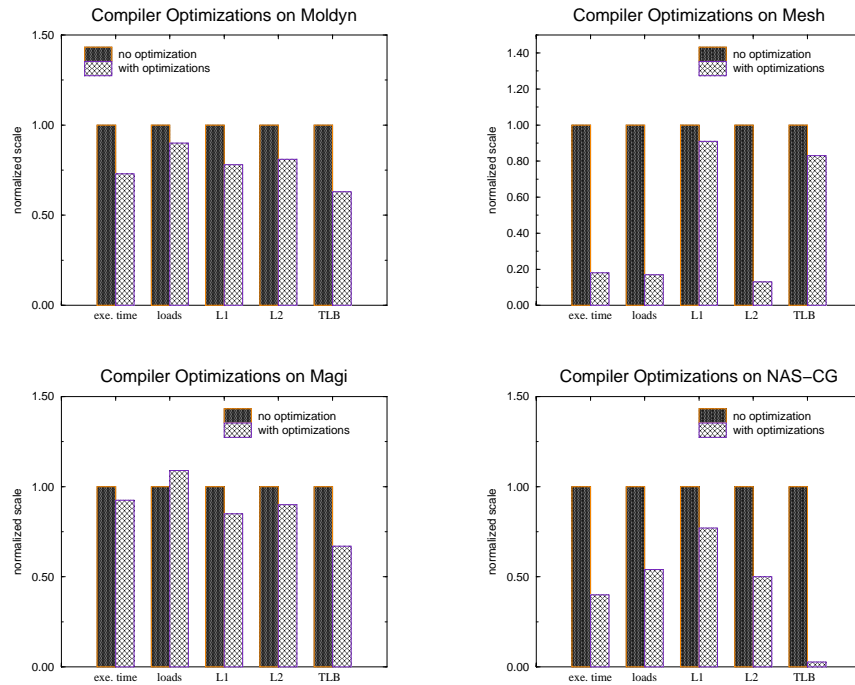 Compiler Optimizations on Moldyn
1.50
1.00
0.50
0.00
normalized scale
no optimization
with optimizations
exe. time loads L1 L2 TLB
Compiler Optimizations on Mesh
1.40
1.20
1.00
0.80
0.60
0.40
0.20
0.00
normalized scale
no optimization
with optimizations
exe. time loads L1 L2 TLB
Compiler Optimizations on Magi
1.50
1.00
0.50
0.00
normalized scale
no optimization
with optimizations
exe. time loads L1 L2 TLB
Compiler Optimizations on NAS−CG
1.50
1.00
0.50
0.00
normalized scale
no optimization
with optimizations
exe. time loads L1 L2 TLB